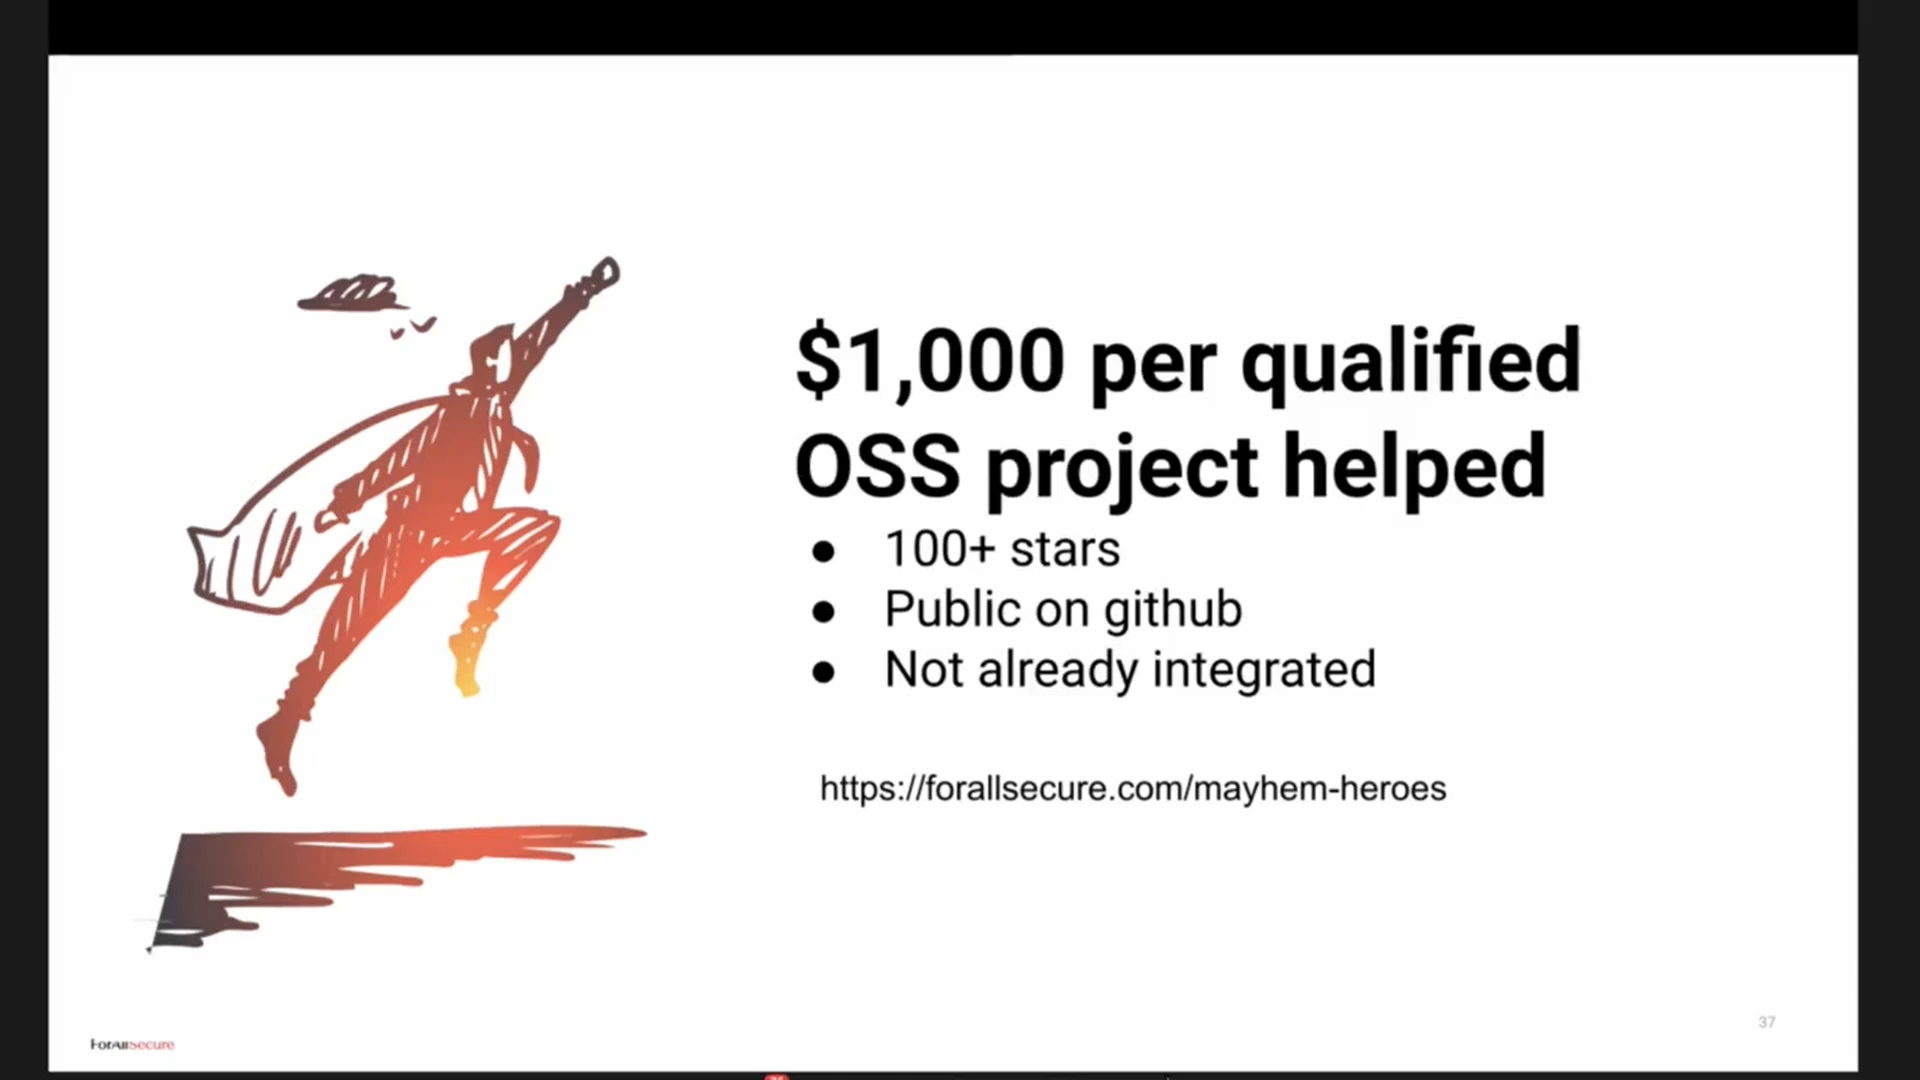 $1,000 per qualified
OSS project helped
● 100+ stars
● Public on github
● Not already integrated
https://forallsecure.com/mayhem-heroes
37
ForAllSecure